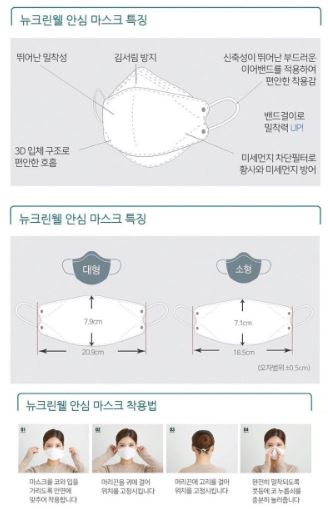 뉴크린웰 안심 마스크 특징
뛰어난 밀착성
김서림 방지
신축성이 뛰어난 부드러운
이어밴드를 적용하여
편안한 착용감
밴드걸이로
밀착력 UP!
3D 입체 구조로
편안한 호흡
미세먼지 차단필터로
황사와 미세먼지 방어
뉴크린웰 안심 마스크 특징
대형
소형
7.9cm
7.1cm
20.9cm
18.5cm
(오차범위 ±0.5cm)
뉴크린웰 안심 마스크 착용법
01
02
03
04
마스크를 코와 입을
가리도록 안면에
맞추어 착용합니다
머리끈을 귀에 걸어
위치를 고정시킵니다
머리끈에 고리를 걸어
위치를 고정시킵니다
완전히 밀착되도록
콧등에 코 누름쇠를
충분히 눌러줍니다